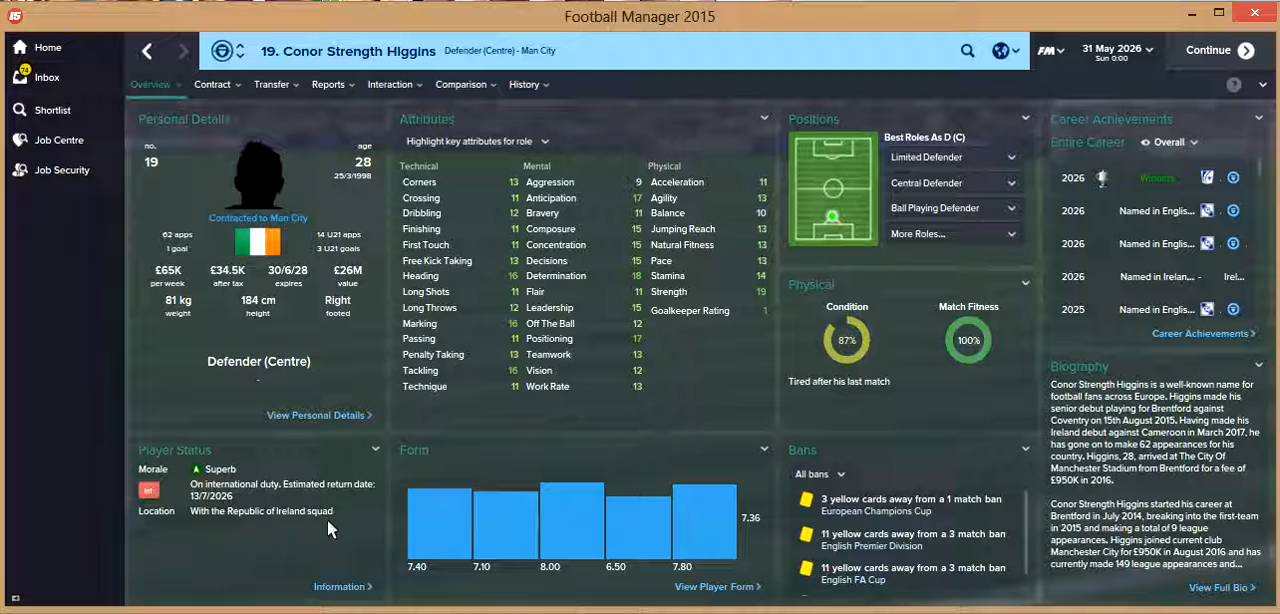 Football Manager 2015
Home
Inbox
74
Shortlist
Job Centre
Job Security
19. Conor Strength Higgins
Defender (Centre) - Man City
FM
31 May 2026
Sun 0:00
Continue
Overview
Contract
Transfer
Reports
Interaction
Comparison
History
Personal Details
no.
19
age
28
25/3/1998
Contracted to Man City
62 apps
1 goal
14 U21 apps
3 U21 goals
£65K
per week
£34.5K
after tax
30/6/28
expires
£26M
value
81 kg
weight
184 cm
height
Right
footed
Defender (Centre)
-
View Personal Details >
Attributes
Highlight key attributes for role
Technical
Mental
Physical
Corners 13 Aggression 9 Acceleration 11
Crossing 11 Anticipation 17 Agility 13
Dribbling 12 Bravery 11 Balance 10
Finishing 11 Composure 15 Jumping Reach 13
First Touch 11 Concentration 15 Natural Fitness 13
Free Kick Taking 13 Decisions 15 Pace 13
Heading 16 Determination 18 Stamina 14
Long Shots 11 Flair 11 Strength 19
Long Throws 12 Leadership 15 Goalkeeper Rating 1
Marking 16 Off The Ball 12
Passing 11 Positioning 17
Penalty Taking 13 Teamwork 13
Tackling 16 Vision 12
Technique 11 Work Rate 13
Positions
Best Roles As D (C)
Limited Defender
Central Defender
Ball Playing Defender
More Roles...
Physical
Condition
Match Fitness
87%
100%
Tired after his last match
Career Achievements
Entire Career
Overall
2026 Winners
2026 Named in Englis...
2026 Named in Englis...
2026 Named in Irelan... - Irel...
2025 Named in Englis...
Career Achievements >
Biography
Conor Strength Higgins is a well-known name for
football fans across Europe. Higgins made his
senior debut playing for Brentford against
Coventry on 15th August 2015. Having made his
Ireland debut against Cameroon in March 2017, he
has gone on to make 62 appearances for his
country. Higgins, 28, arrived at The City Of
Manchester Stadium from Brentford for a fee of
£950K in 2016.
Conor Strength Higgins started his career at
Brentford in July 2014, breaking into the first-team
in 2015 and making a total of 9 league
appearances. Higgins joined current club
Manchester City for £950K in August 2016 and has
currently made 149 league appearances and...
View Full Bio >
Player Status
Morale
Superb
Int
On international duty. Estimated return date:
13/7/2026
Location
With the Republic of Ireland squad
Information >
Form
7.36
7.40 7.10 8.00 6.50 7.80
View Player Form >
Bans
All bans
3 yellow cards away from a 1 match ban
European Champions Cup
11 yellow cards away from a 3 match ban
English Premier Division
11 yellow cards away from a 3 match ban
English FA Cup